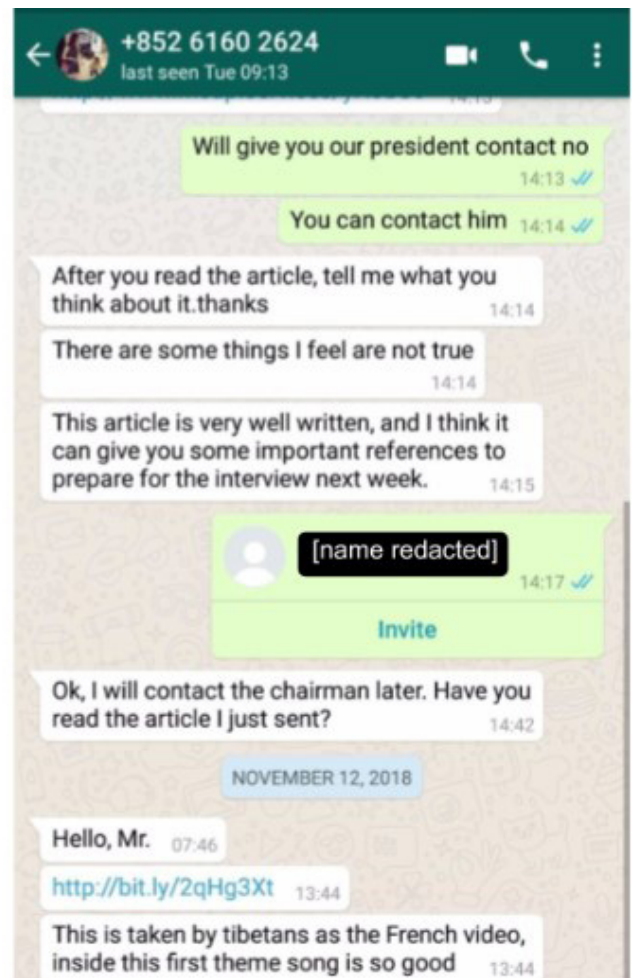 +852 6160 2624
last seen Tue 09:13
14:13
Will give you our president contact no
14:13
You can contact him 14:14
After you read the article, tell me what you
think about it.thanks
14:14
There are some things I feel are not true
14:14
This article is very well written, and I think it
can give you some important references to
prepare for the interview next week. 14:15
[name redacted]
14:17
Invite
Ok, I will contact the chairman later. Have you
read the article I just sent? 14:42
NOVEMBER 12, 2018
Hello, Mr. 07:46
http://bit.ly/2qHg3Xt 13:44
This is taken by tibetans as the French video,
inside this first theme song is so good 13:44